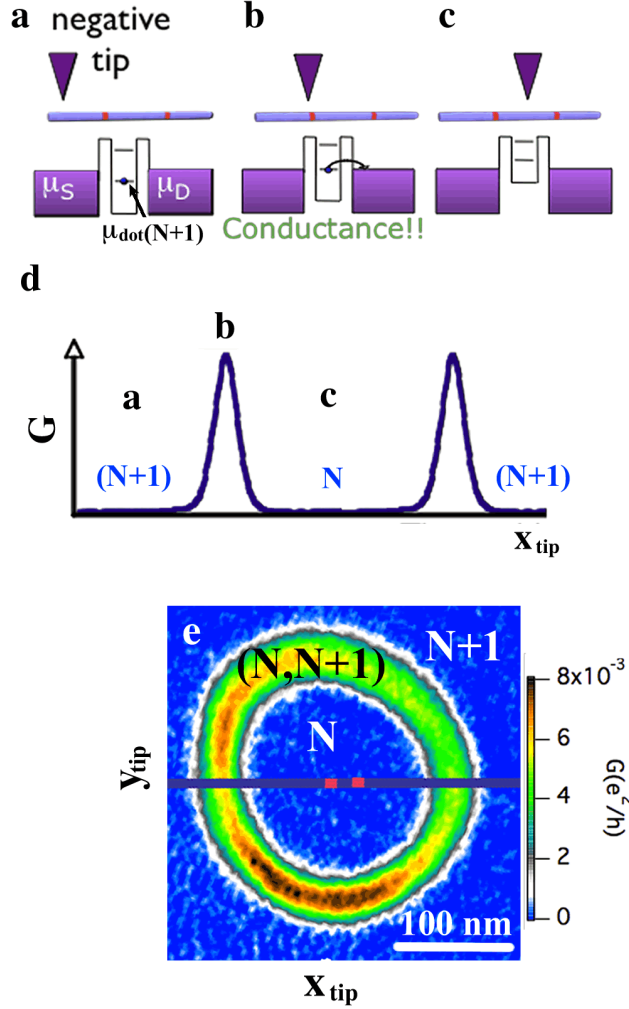 a
negative
tip
b
c
μS
μD
μdot(N+1)
Conductance!!
d
b
a
c
G
(N+1)
N
(N+1)
xtip
e
N+1
(N,N+1)
N
ytip
100 nm
xtip
8x10⁻³
6
4
2
0
G(e²/h)